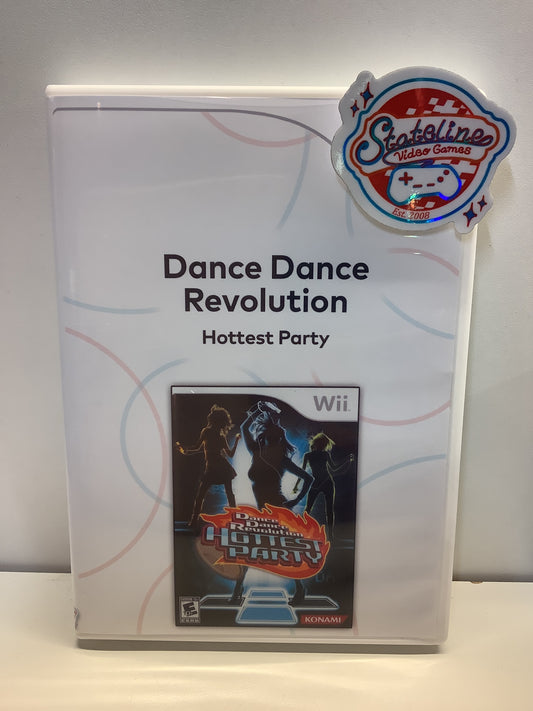 Stateline
Video Games
Est. 2008
Dance Dance
Revolution
Hottest Party
Wii
Dance
Dance
Revolution
HOTTEST
PARTY
E
KONAMI